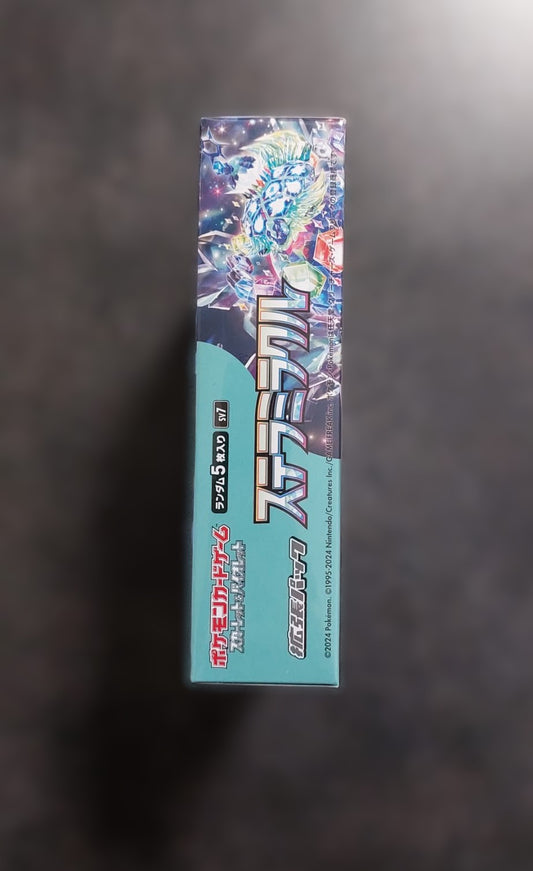 ポケモンカードゲーム
スカーレット&バイオレット
ランダム5枚入り
SV7
拡張パック
ステラミラクル
©2024 Pokémon. ©1995-2024 Nintendo/Creatures Inc./GAME FREAK inc.